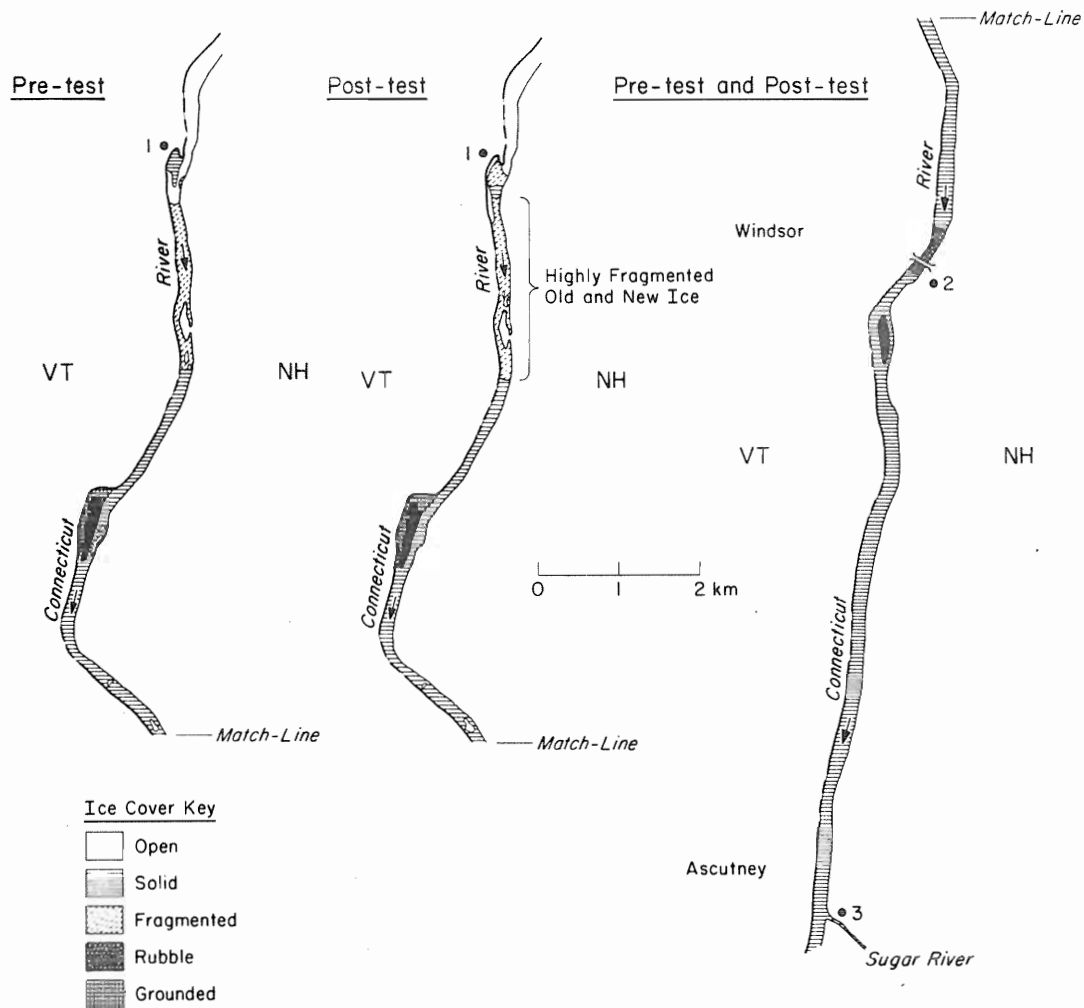 Pre-test
1
River
VT
NH
Connecticut
Match-Line
Post-test
1
River
Highly Fragmented
Old and New Ice
VT
NH
Connecticut
Match-Line
0 1 2 km
Pre-test and Post-test
Match-Line
River
Windsor
2
VT
NH
Connecticut
Ascutney
3
Sugar River
Ice Cover Key
Open
Solid
Fragmented
Rubble
Grounded